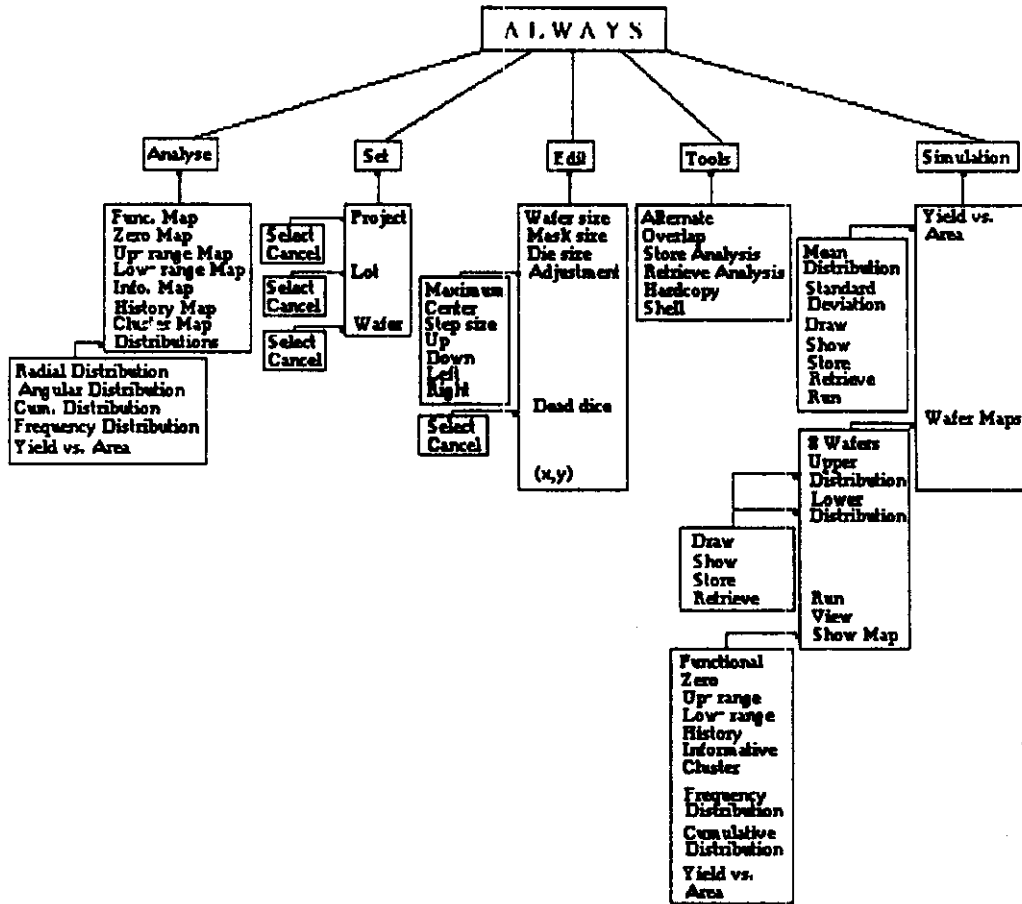 ALWAYS
Analyse
Set
Edit
Tools
Simulation
Func. Map
Zero Map
Up-range Map
Low-range Map
Info. Map
History Map
Cluster Map
Distributions
Radial Distribution
Angular Distribution
Cum. Distribution
Frequency Distribution
Yield vs. Area
Project
Select
Cancel
Lot
Select
Cancel
Wafer
Select
Cancel
Wafer size
Mask size
Die size
Adjustment
Maximum
Center
Step size
Up
Down
Left
Right
Dead dice
Select
Cancel
(x,y)
Alternate
Overlap
Store Analysis
Retrieve Analysis
Hardcopy
Shell
Yield vs.
Area
Mean
Distribution
Standard
Deviation
Draw
Show
Store
Retrieve
Run
Wafer Maps
# Wafers
Upper
Distribution
Lower
Distribution
Draw
Show
Store
Retrieve
Run
View
Show Map
Functional
Zero
Up-range
Low-range
History
Informative
Cluster
Frequency
Distribution
Cumulative
Distribution
Yield vs.
Area